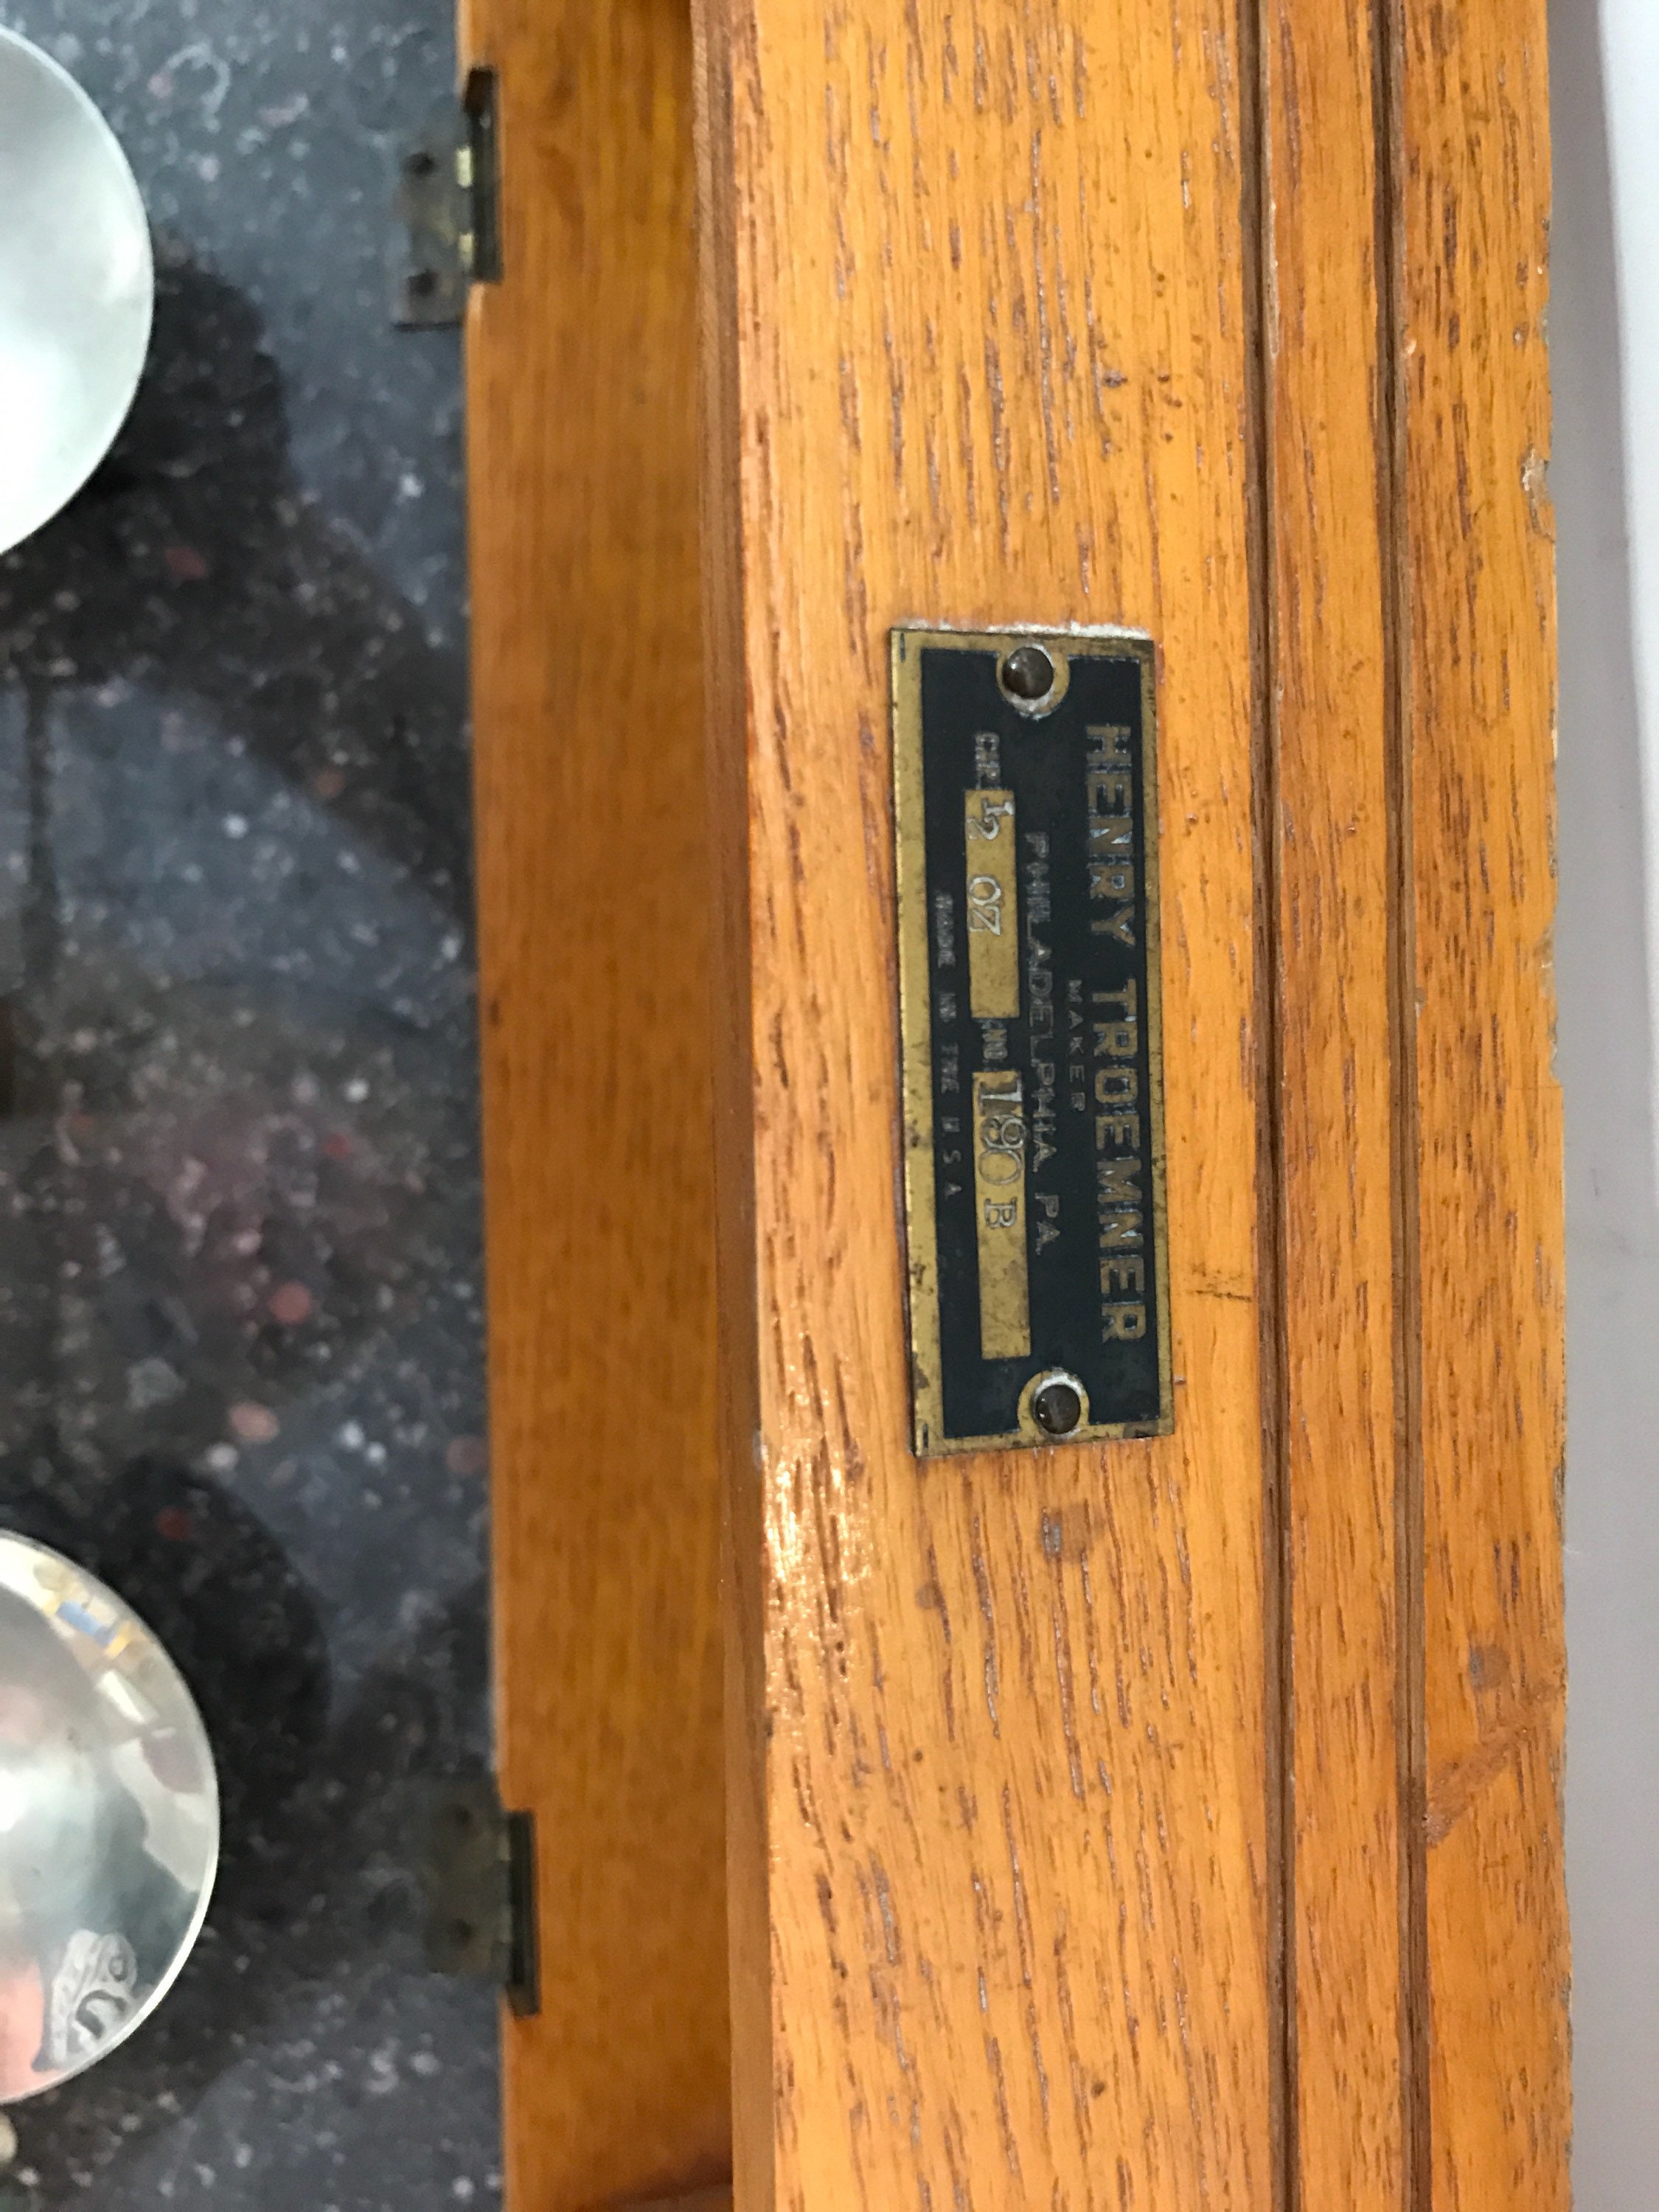 HENRY TROEMNER
MAKER
PHILADELPHIA, PA.
CAP. ½ OZ NO. 190 B
MADE IN THE U.S.A.